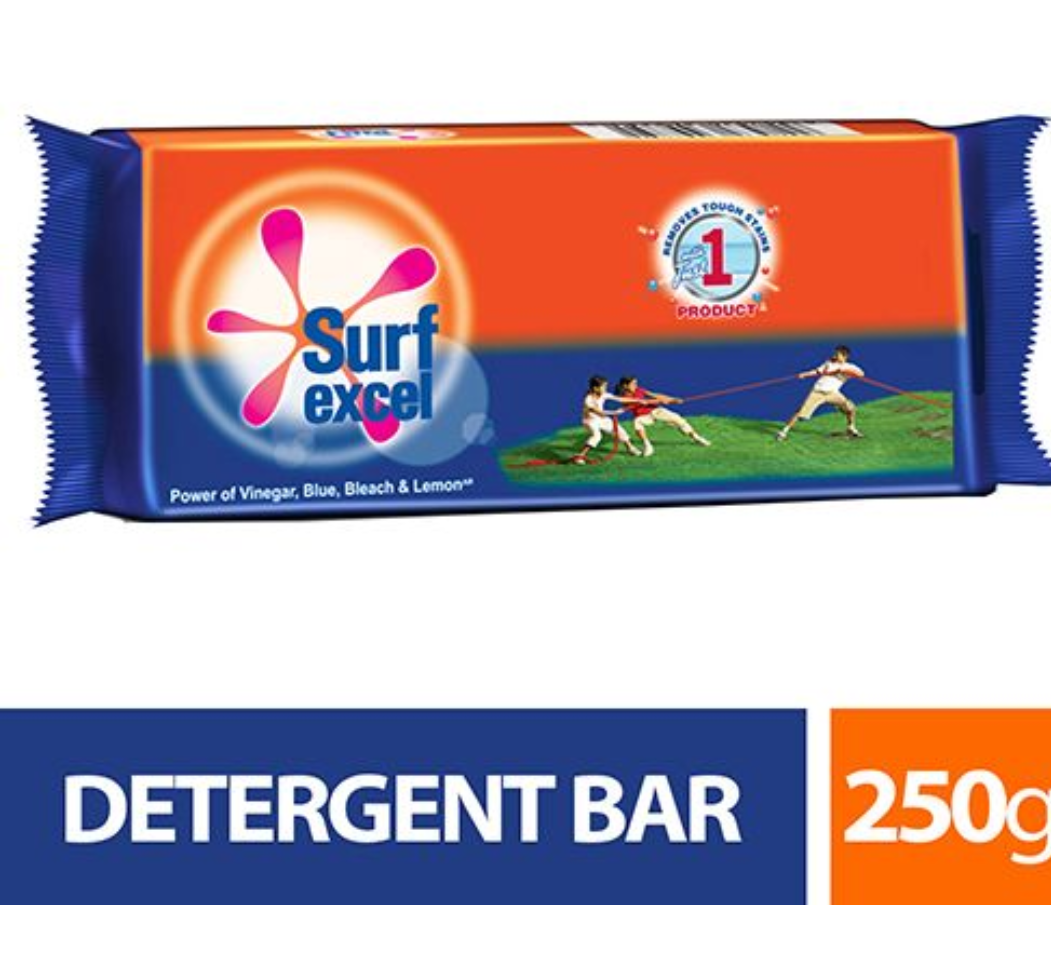 REMOVES TOUGH STAINS
1
PRODUCT
Surf
excel
Power of Vinegar, Blue, Bleach & Lemon**
DETERGENT BAR
250g